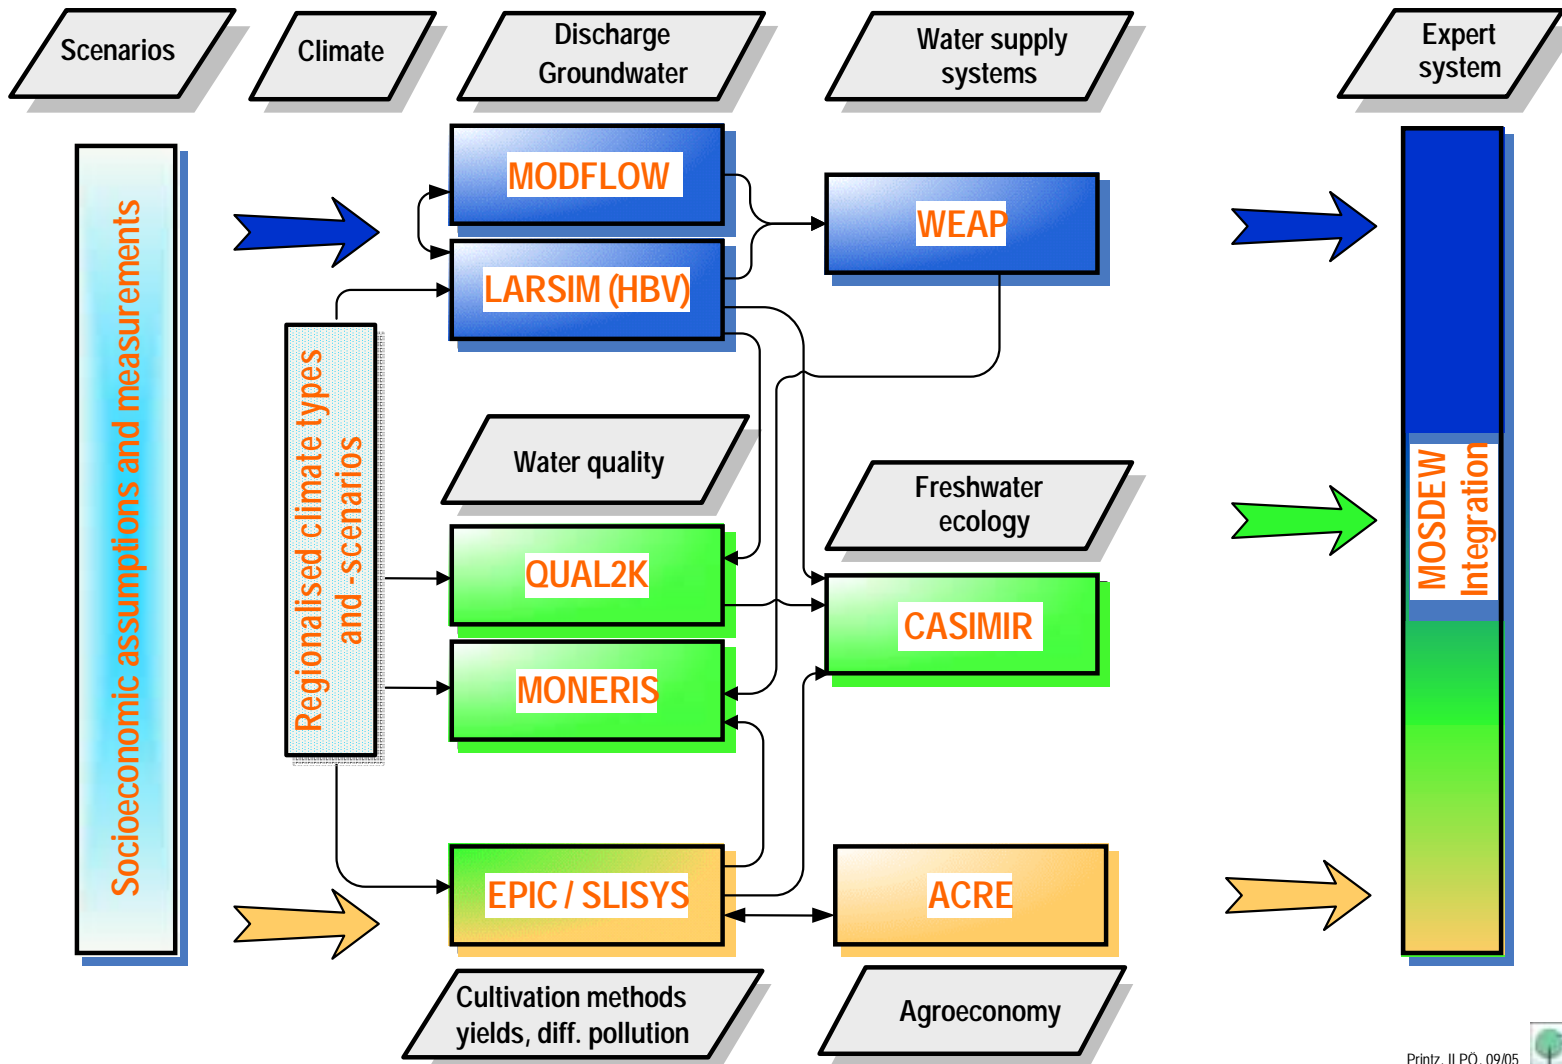 Scenarios
Climate
Discharge
Groundwater
Water supply
systems
Expert
system
Socioeconomic assumptions and measurements
Regionalised climate types
and -scenarios
MODFLOW
LARSIM (HBV)
WEAP
Water quality
QUAL2K
MONERIS
Freshwater
ecology
CASIMIR
EPIC / SLISYS
ACRE
Cultivation methods
yields, diff. pollution
Agroeconomy
MOSDEW
Integration
Printz, ILPÖ, 09/05